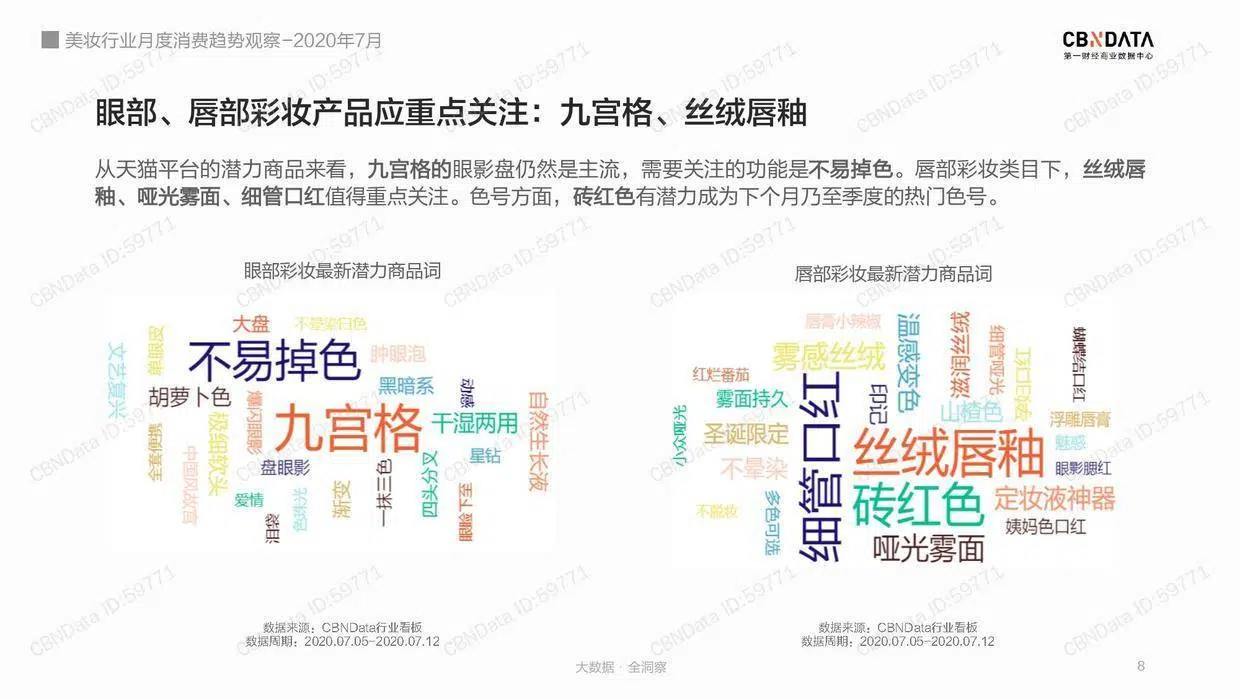 美妆行业月度消费趋势观察-2020年7月
CBNDATA
第一财经商业数据中心
眼部、唇部彩妆产品应重点关注：九宫格、丝绒唇釉
从天猫平台的潜力商品来看，九宫格的眼影盘仍然是主流，需要关注的功能是不易掉色。唇部彩妆类目下，丝绒唇
釉、哑光雾面、细管口红值得重点关注。色号方面，砖红色有潜力成为下个月乃至季度的热门色号。
眼部彩妆最新潜力商品词
大盘
不晕染白色
文艺复兴
单眼皮
不易掉色
肿眼泡
胡萝卜色
黑暗系
动感
九宫格
干湿两用
自然生长液
极细软头
全套便携
盘眼影
星钻
四头分叉
一抹三色
爱情
色珠光
渐变
泪袋
眼睑下至
唇部彩妆最新潜力商品词
唇膏小辣椒
温感变色
滋润丝绒
细管哑光
蝴蝶结口红
雾感丝绒
红烂番茄
雾面持久
细管口红
印记
山楂色
浮雕唇膏
小众哑光
圣诞限定
丝绒唇釉
魅惑
不晕染
眼影腮红
不脱妆
多色可选
砖红色
定妆液神器
姨妈色口红
哑光雾面
数据来源：CBNData行业看板
数据周期：2020.07.05-2020.07.12
数据来源：CBNData行业看板
数据周期：2020.07.05-2020.07.12
大数据 · 全洞察
8
CBNData ID:59771